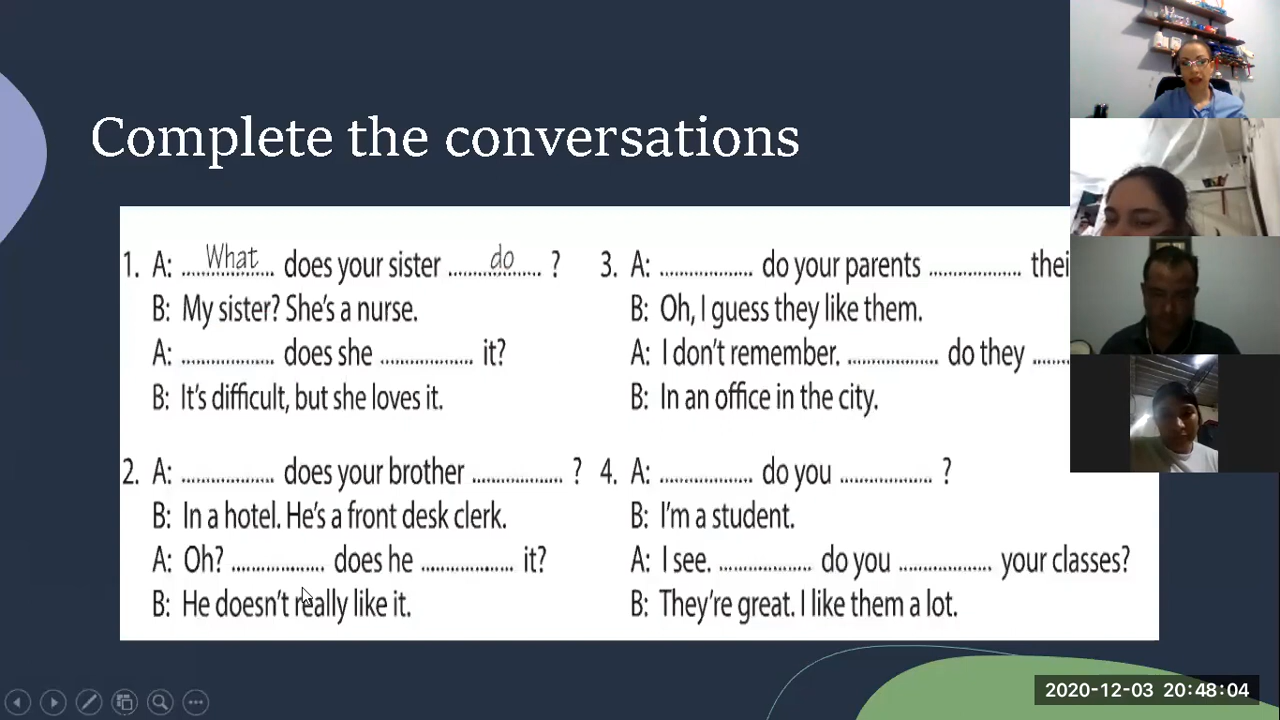 Complete the conversations
1. A: What does your sister do ?
B: My sister? She's a nurse.
A: .................. does she .................. it?
B: It's difficult, but she loves it.
2. A: .................. does your brother .................. ?
B: In a hotel. He's a front desk clerk.
A: Oh? .................. does he .................. it?
B: He doesn't really like it.
3. A: .................. do your parents .................. thei
B: Oh, I guess they like them.
A: I don't remember. .................. do they ........
B: In an office in the city.
4. A: .................. do you .................. ?
B: I'm a student.
A: I see. .................. do you .................. your classes?
B: They're great. I like them a lot.
2020-12-03 20:48:04